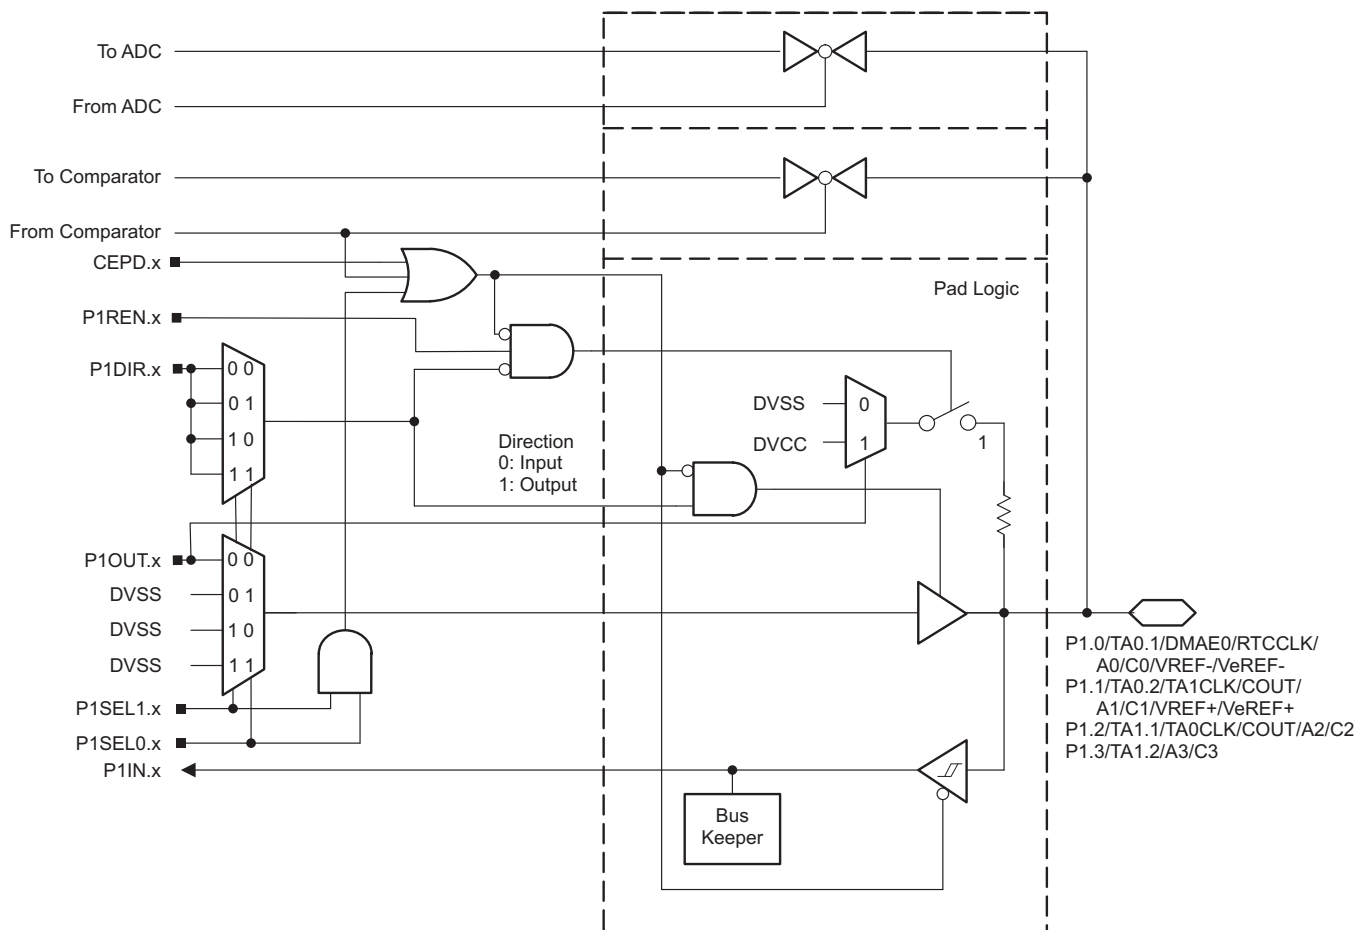 To ADC
From ADC
To Comparator
From Comparator
CEPD.x
Pad Logic
P1REN.x
P1DIR.x
0 0
0 1
1 0
1 1
DVSS
0
DVCC
1
1
Direction
0: Input
1: Output
P1OUT.x
0 0
DVSS
0 1
DVSS
1 0
DVSS
1 1
P1.0/TA0.1/DMAE0/RTCCLK/
A0/C0/VREF-/VeREF-
P1.1/TA0.2/TA1CLK/COUT/
A1/C1/VREF+/VeREF+
P1.2/TA1.1/TA0CLK/COUT/A2/C2
P1.3/TA1.2/A3/C3
P1SEL1.x
P1SEL0.x
P1IN.x
Bus
Keeper